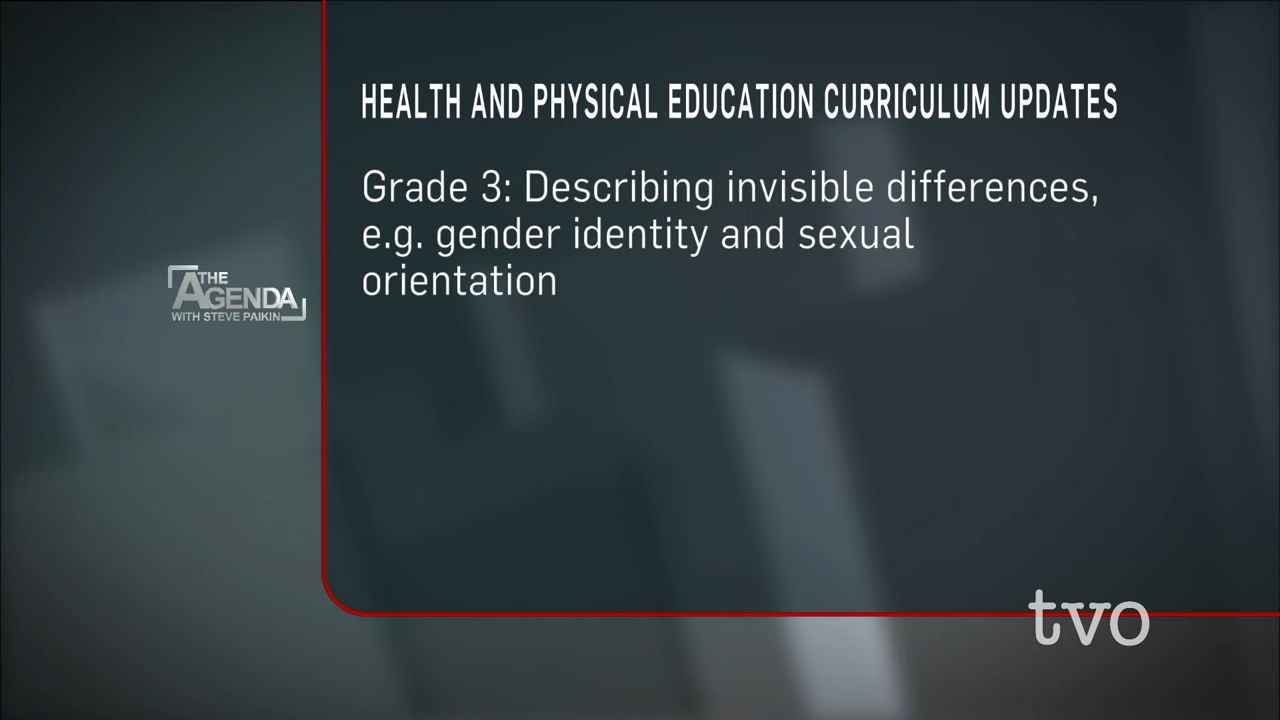 HEALTH AND PHYSICAL EDUCATION CURRICULUM UPDATES
Grade 3: Describing invisible differences,
e.g. gender identity and sexual
orientation
THE
AGENDA
WITH STEVE PAIKIN
tvo